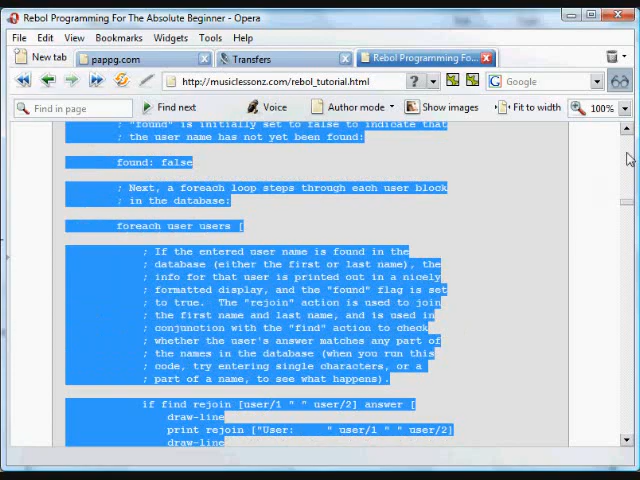 Rebol Programming For The Absolute Beginner - Opera
File Edit View Bookmarks Widgets Tools Help
New tab pappg.com Transfers Rebol Programming Fo...
http://musiclessonz.com/rebol_tutorial.html ? Google
Find in page Find next Voice Author mode Show images Fit to width 100%
; "found" is initially set to false to indicate that
; the user name has not yet been found:
found: false
; Next, a foreach loop steps through each user block
; in the database:
foreach user users [
; If the entered user name is found in the
; database (either the first or last name), the
; info for that user is printed out in a nicely
; formatted display, and the "found" flag is set
; to true.  The "rejoin" action is used to join
; the first name and last name, and is used in
; conjunction with the "find" action to check
; whether the user's answer matches any part of
; the names in the database (when you run this
; code, try entering single characters, or a
; part of a name, to see what happens).
if find rejoin [user/1 " " user/2] answer [
draw-line
print rejoin ["User:     " user/1 " " user/2]
draw-line